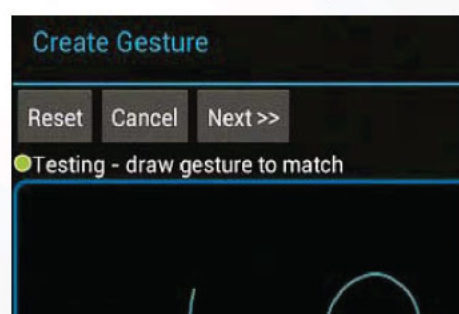 Create Gesture
Reset Cancel Next >>
Testing - draw gesture to match